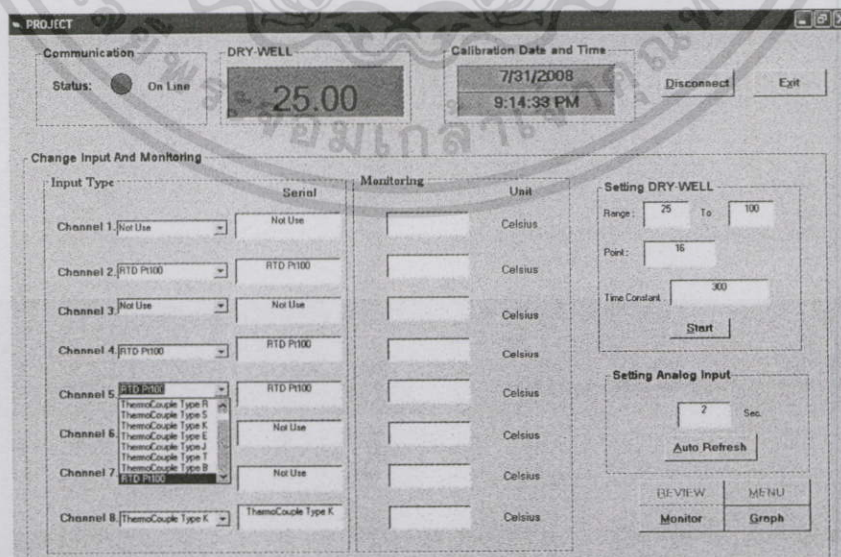 PROJECT
Communication
Status: On Line
DRY-WELL
25.00
Calibration Date and Time
7/31/2008
9:14:33 PM
Disconnect
Exit
Change Input And Monitoring
Input Type
Serial
Monitoring
Unit
Channel 1. Not Use Not Use Celsius
Channel 2. RTD Pt100 RTD Pt100 Celsius
Channel 3. Not Use Not Use Celsius
Channel 4. RTD Pt100 RTD Pt100 Celsius
Channel 5. RTD Pt100 RTD Pt100 Celsius
ThermoCouple Type R
ThermoCouple Type S
ThermoCouple Type K
ThermoCouple Type E
ThermoCouple Type J
ThermoCouple Type T
ThermoCouple Type B
RTD Pt100
Channel 6. Not Use Celsius
Channel 7. Not Use Celsius
Channel 8. ThermoCouple Type K ThermoCouple Type K Celsius
Setting DRY-WELL
Range : 25 To 100
Point : 16
Time Constant : 300
Start
Setting Analog Input
2 Sec.
Auto Refresh
REVIEW MENU
Monitor Graph